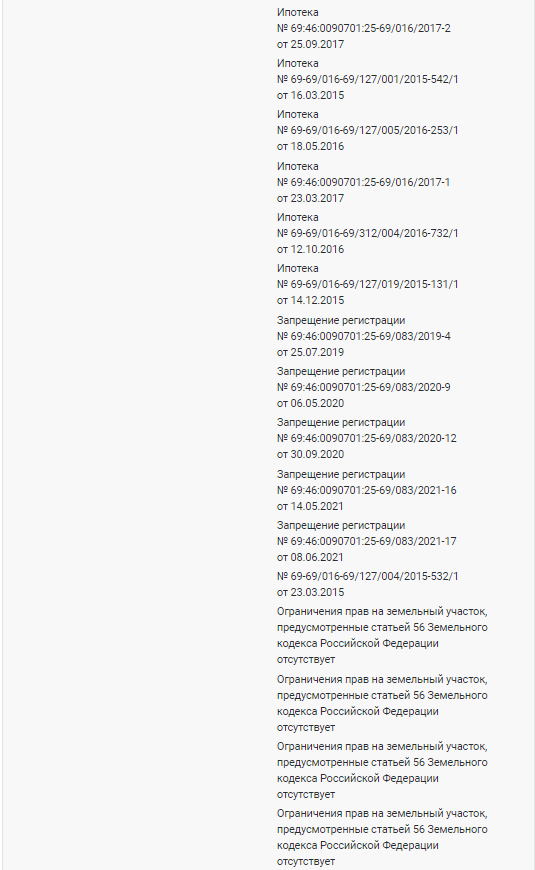 Ипотека
№ 69:46:0090701:25-69/016/2017-2
от 25.09.2017
Ипотека
№ 69-69/016-69/127/001/2015-542/1
от 16.03.2015
Ипотека
№ 69-69/016-69/127/005/2016-253/1
от 18.05.2016
Ипотека
№ 69:46:0090701:25-69/016/2017-1
от 23.03.2017
Ипотека
№ 69-69/016-69/312/004/2016-732/1
от 12.10.2016
Ипотека
№ 69-69/016-69/127/019/2015-131/1
от 14.12.2015
Запрещение регистрации
№ 69:46:0090701:25-69/083/2019-4
от 25.07.2019
Запрещение регистрации
№ 69:46:0090701:25-69/083/2020-9
от 06.05.2020
Запрещение регистрации
№ 69:46:0090701:25-69/083/2020-12
от 30.09.2020
Запрещение регистрации
№ 69:46:0090701:25-69/083/2021-16
от 14.05.2021
Запрещение регистрации
№ 69:46:0090701:25-69/083/2021-17
от 08.06.2021
№ 69-69/016-69/127/004/2015-532/1
от 23.03.2015
Ограничения прав на земельный участок,
предусмотренные статьей 56 Земельного
кодекса Российской Федерации
отсутствует
Ограничения прав на земельный участок,
предусмотренные статьей 56 Земельного
кодекса Российской Федерации
отсутствует
Ограничения прав на земельный участок,
предусмотренные статьей 56 Земельного
кодекса Российской Федерации
отсутствует
Ограничения прав на земельный участок,
предусмотренные статьей 56 Земельного
кодекса Российской Федерации
отсутствует